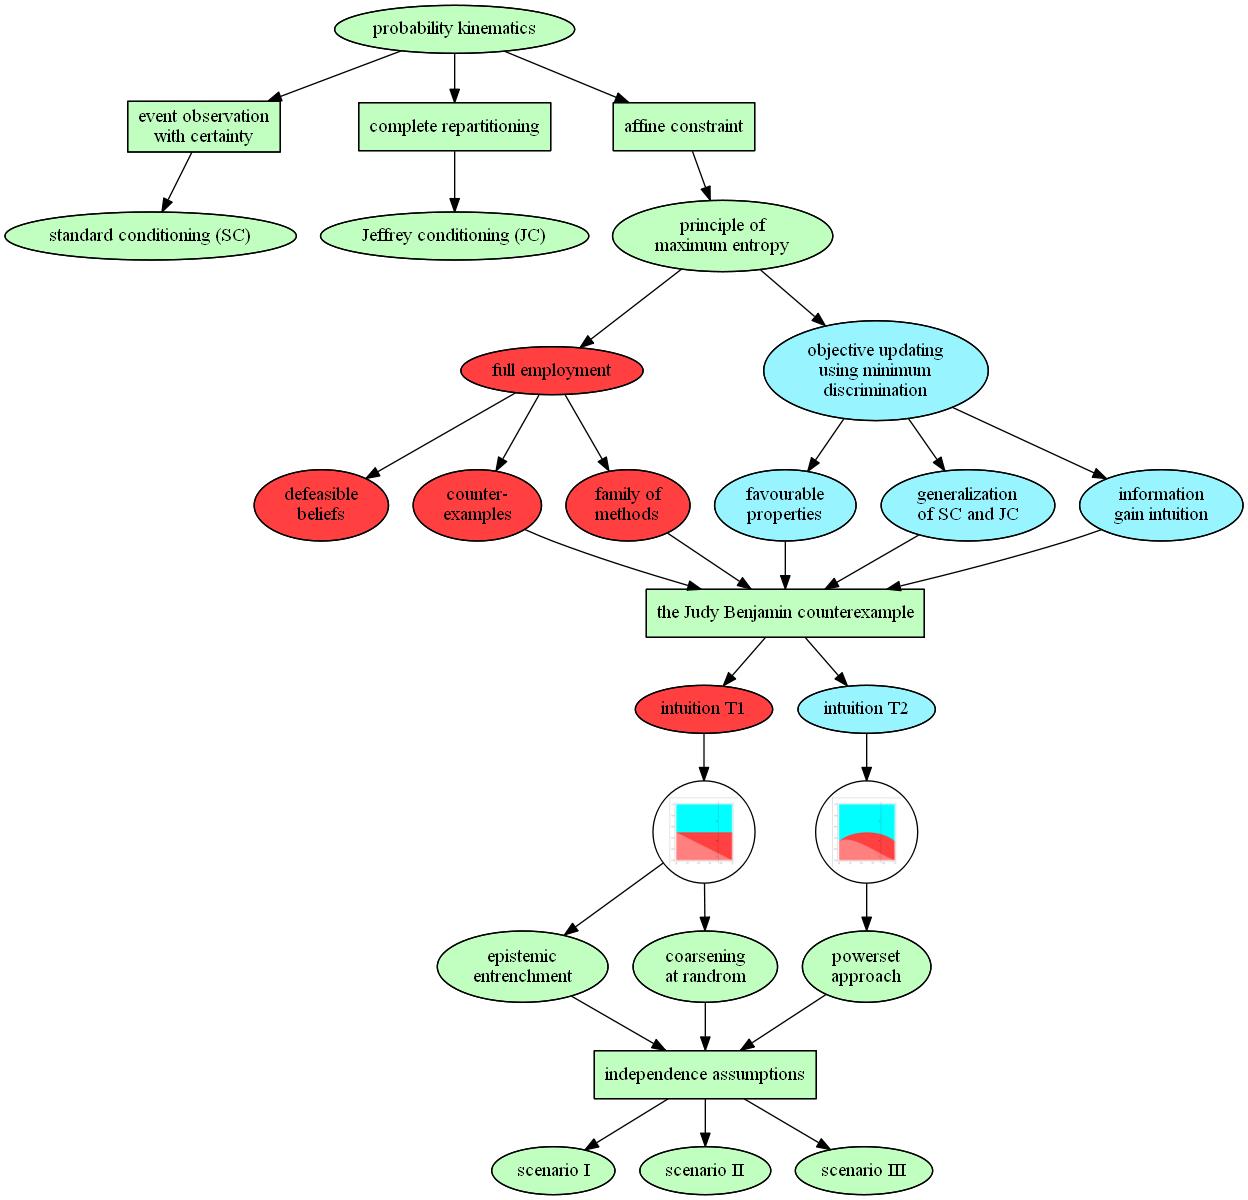 probability kinematics
event observation
with certainty
complete repartitioning
affine constraint
standard conditioning (SC)
Jeffrey conditioning (JC)
principle of
maximum entropy
full employment
objective updating
using minimum
discrimination
defeasible
beliefs
counter-
examples
family of
methods
favourable
properties
generalization
of SC and JC
information
gain intuition
the Judy Benjamin counterexample
intuition T1
intuition T2
epistemic
entrenchment
coarsening
at randrom
powerset
approach
independence assumptions
scenario I
scenario II
scenario III